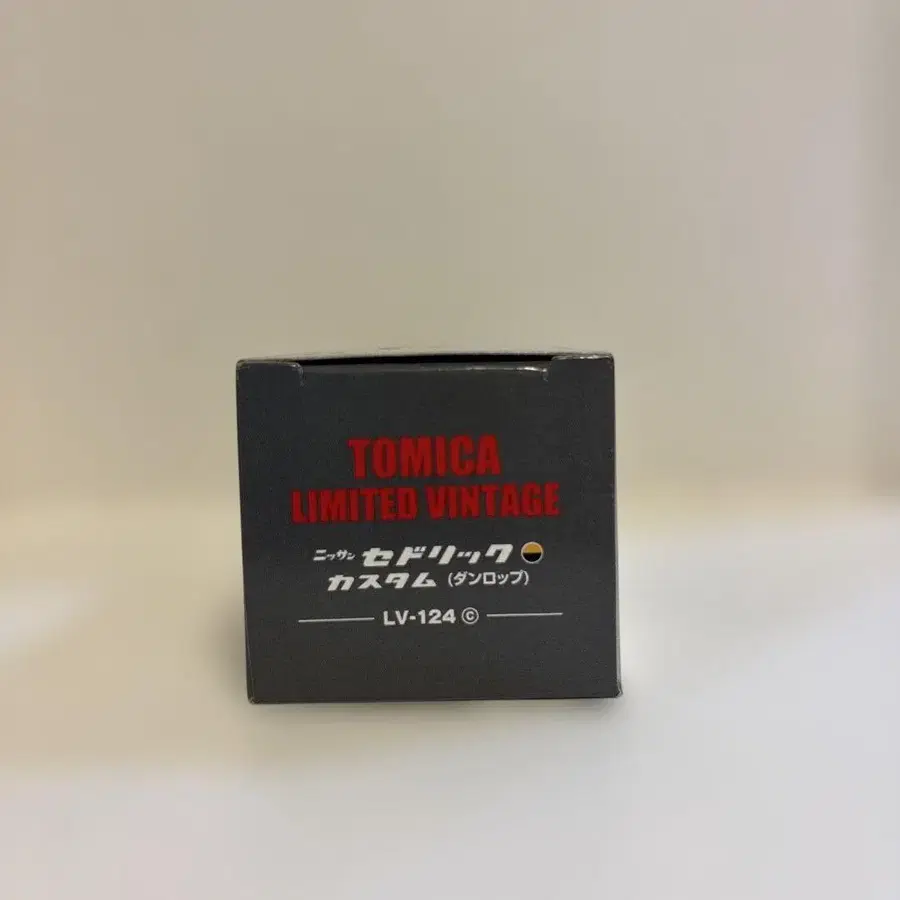 TOMICA
LIMITED VINTAGE
ニッサン セドリック
カスタム (ダンロップ)
LV-124 ⓒ